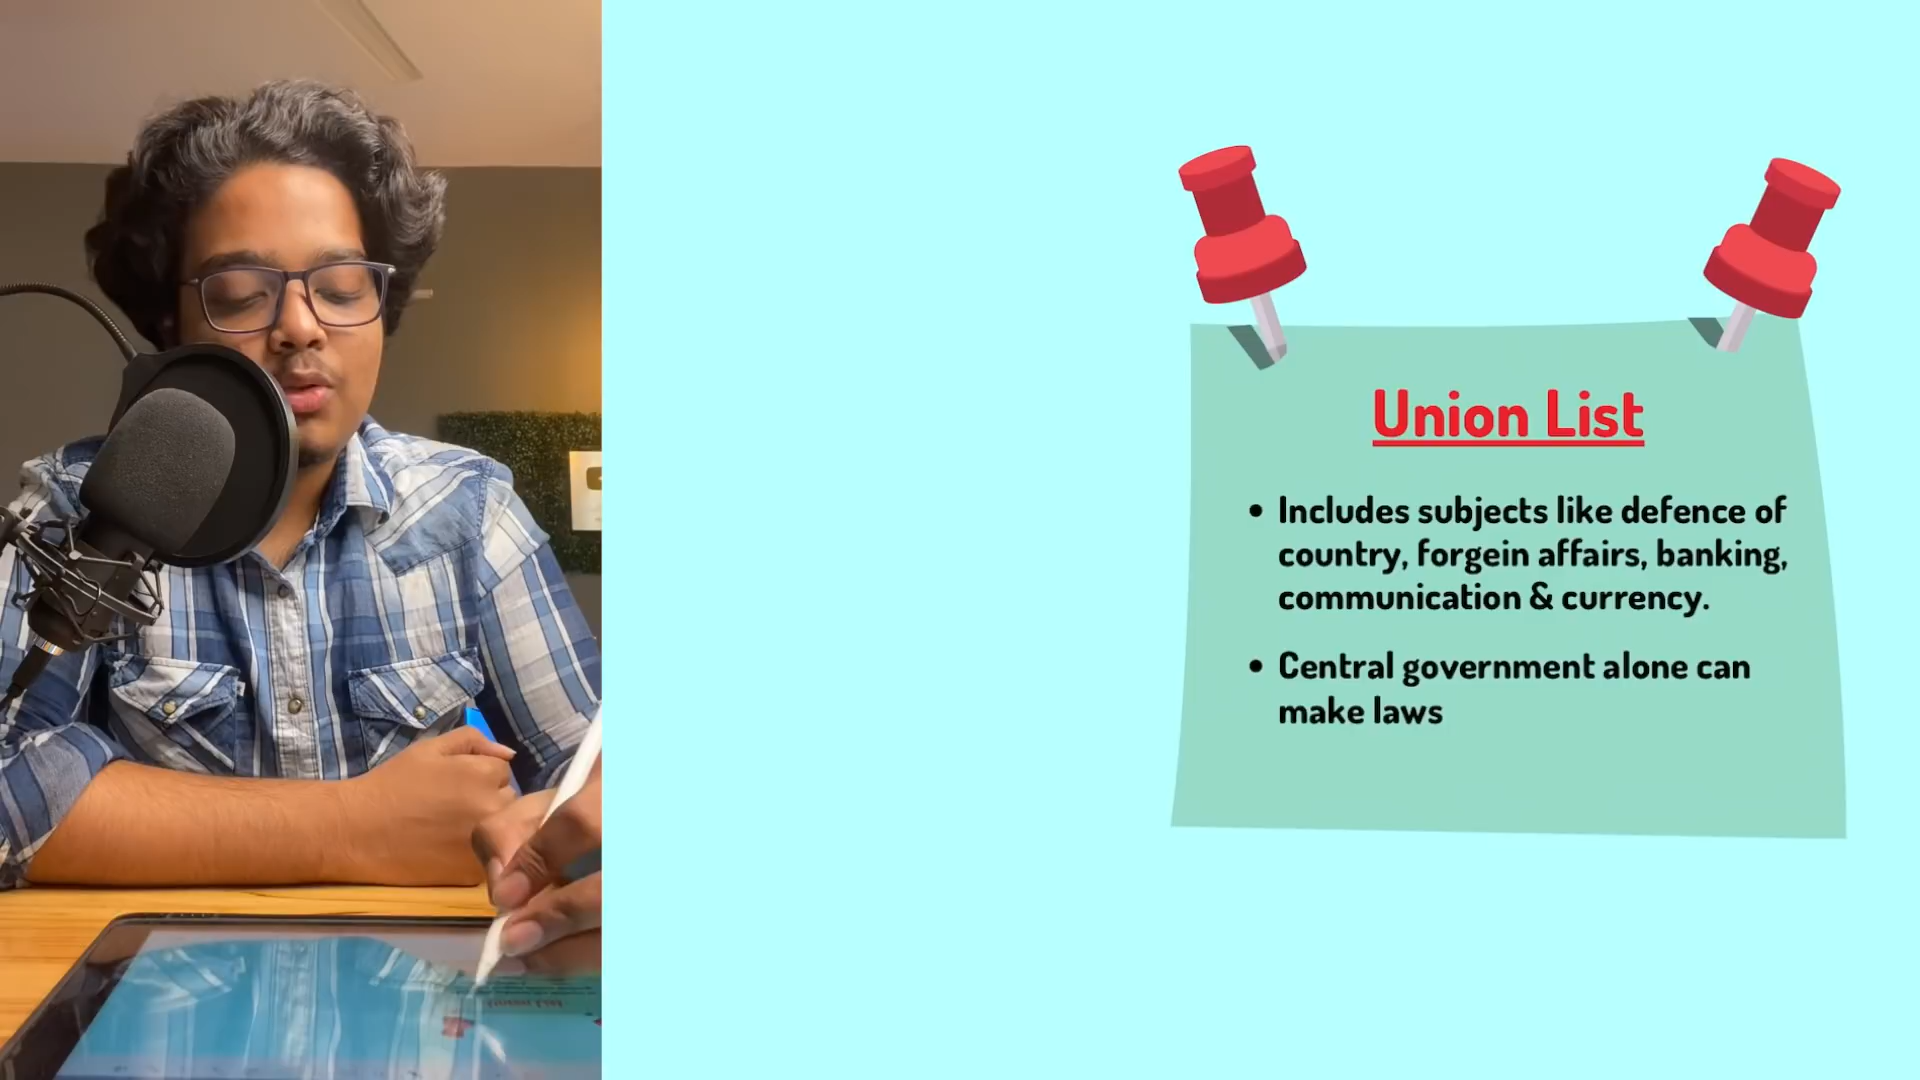 Union List
• Includes subjects like defence of
country, forgein affairs, banking,
communication & currency.
• Central government alone can
make laws